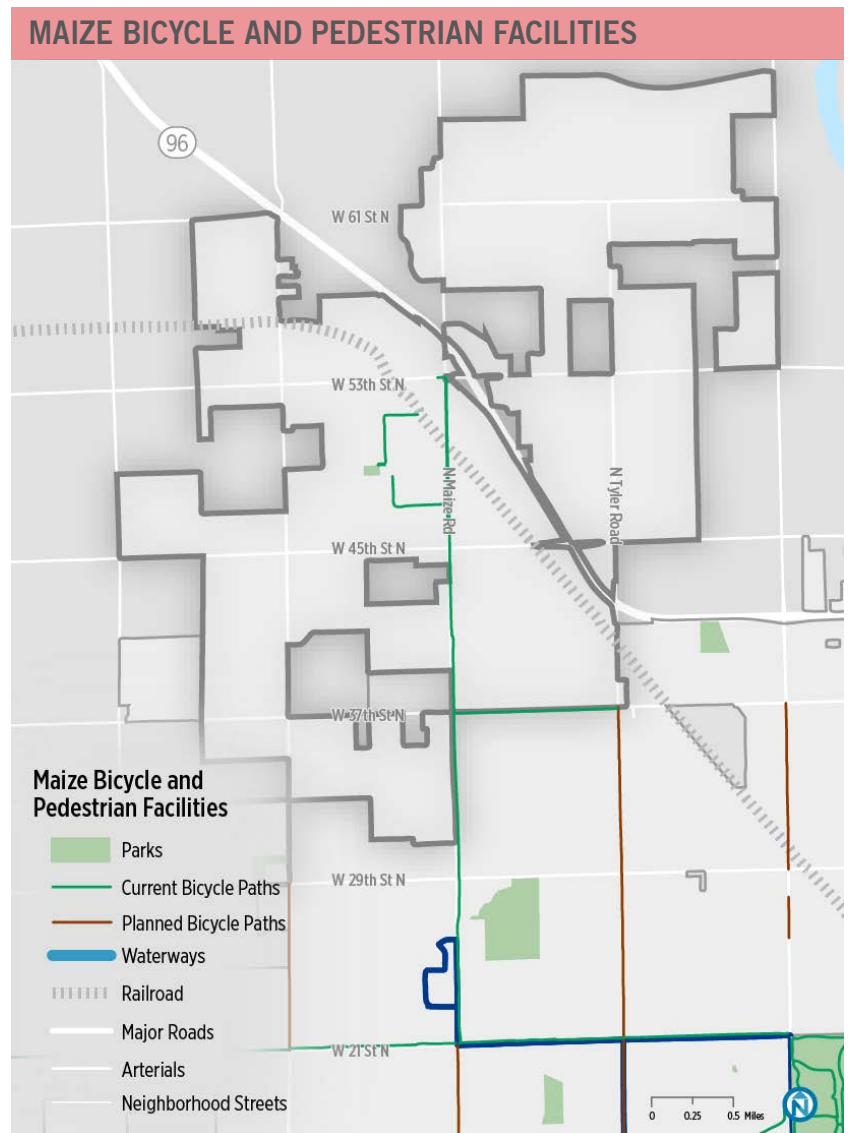 MAIZE BICYCLE AND PEDESTRIAN FACILITIES
96
W 61 St N
W 53th St N
N Maize Rd
N Tyler Road
W 45th St N
W 37th St N
Maize Bicycle and
Pedestrian Facilities
Parks
Current Bicycle Paths
W 29th St N
Planned Bicycle Paths
Waterways
Railroad
Major Roads
W 21 St N
Arterials
Neighborhood Streets
0 0.25 0.5 Miles
N